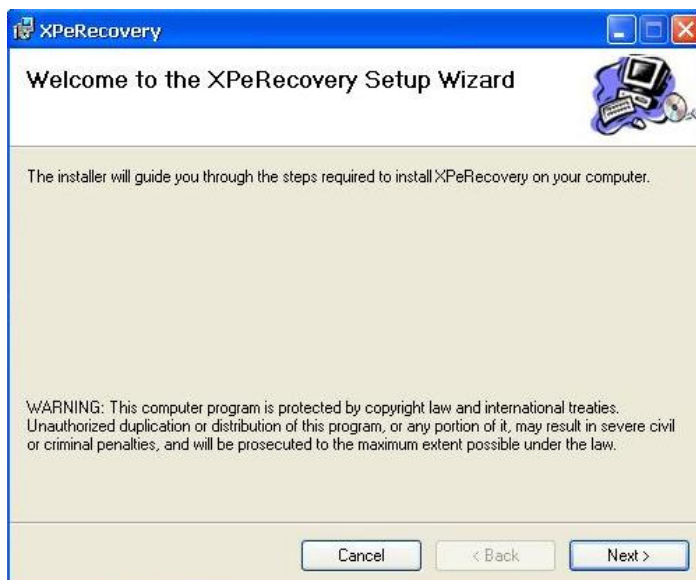 XPeRecovery
Welcome to the XPeRecovery Setup Wizard
The installer will guide you through the steps required to install XPeRecovery on your computer.
WARNING: This computer program is protected by copyright law and international treaties.
Unauthorized duplication or distribution of this program, or any portion of it, may result in severe civil
or criminal penalties, and will be prosecuted to the maximum extent possible under the law.
Cancel
< Back
Next >